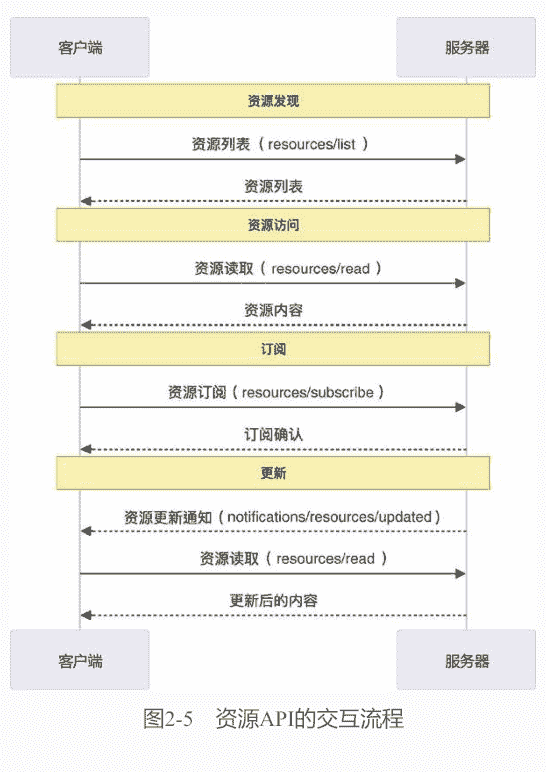 客户端 服务器
资源发现
资源列表（resources/list）
资源列表
资源访问
资源读取（resources/read）
资源内容
订阅
资源订阅（resources/subscribe）
订阅确认
更新
资源更新通知（notifications/resources/updated）
资源读取（resources/read）
更新后的内容
客户端 服务器
图2-5 资源API的交互流程